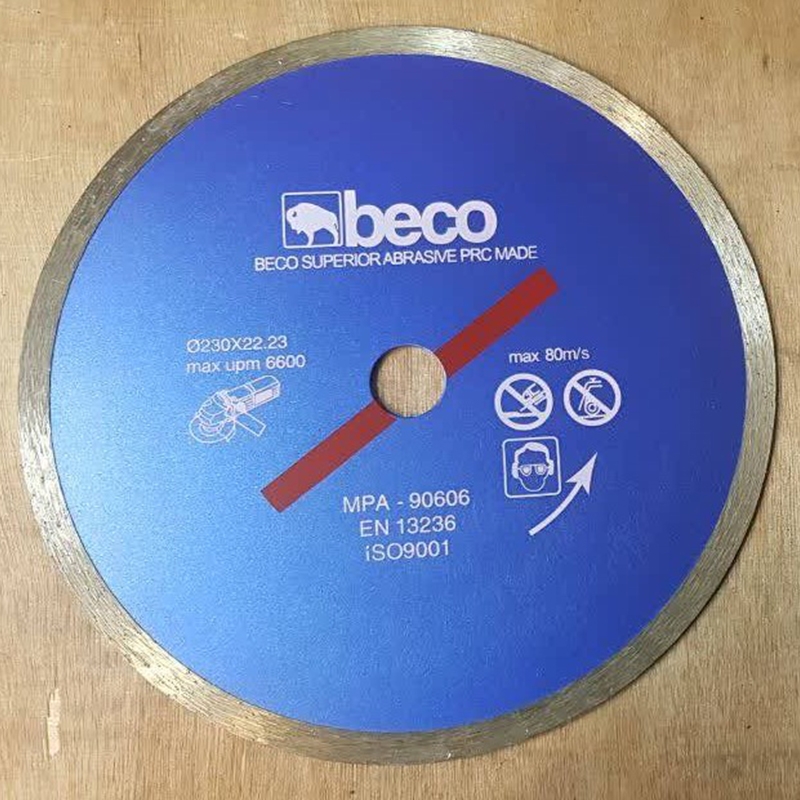 beco
BECO SUPERIOR ABRASIVE PRC MADE
Ø230X22.23
max upm 6600
max 80m/s
MPA - 90606
EN 13236
iSO9001